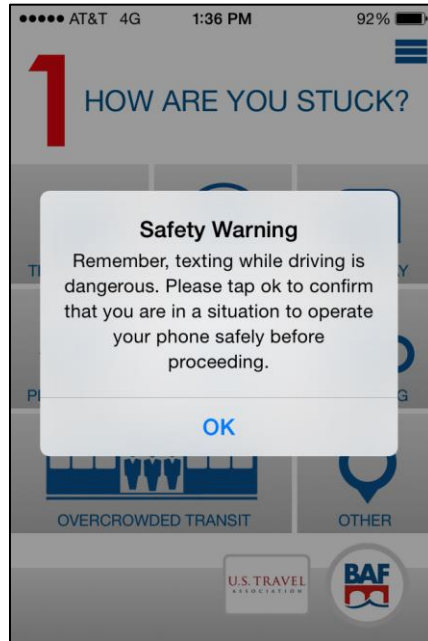 AT&T 4G 1:36 PM 92%
1 HOW ARE YOU STUCK?
Safety Warning
Remember, texting while driving is
dangerous. Please tap ok to confirm
that you are in a situation to operate
your phone safely before
proceeding.
OK
OVERCROWDED TRANSIT OTHER
U.S. TRAVEL
ASSOCIATION
BAF